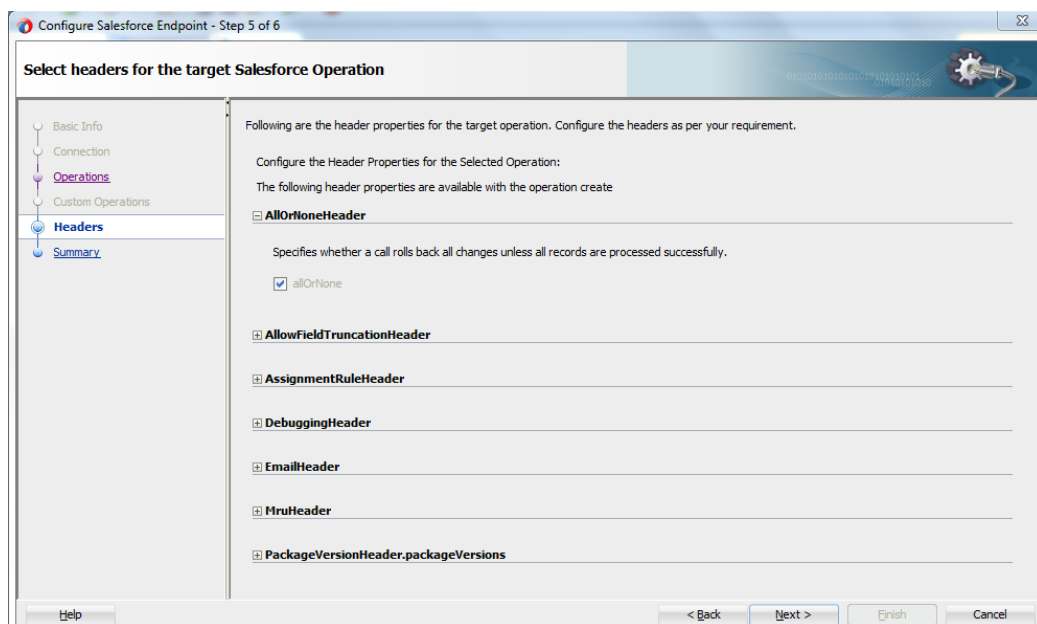 Configure Salesforce Endpoint - Step 5 of 6
Select headers for the target Salesforce Operation
Basic Info
Connection
Operations
Custom Operations
Headers
Summary
Following are the header properties for the target operation. Configure the headers as per your requirement.
Configure the Header Properties for the Selected Operation:
The following header properties are available with the operation create
AllOrNoneHeader
Specifies whether a call rolls back all changes unless all records are processed successfully.
allOrNone
AllowFieldTruncationHeader
AssignmentRuleHeader
DebuggingHeader
EmailHeader
MruHeader
PackageVersionHeader.packageVersions
Help
< Back
Next >
Finish
Cancel